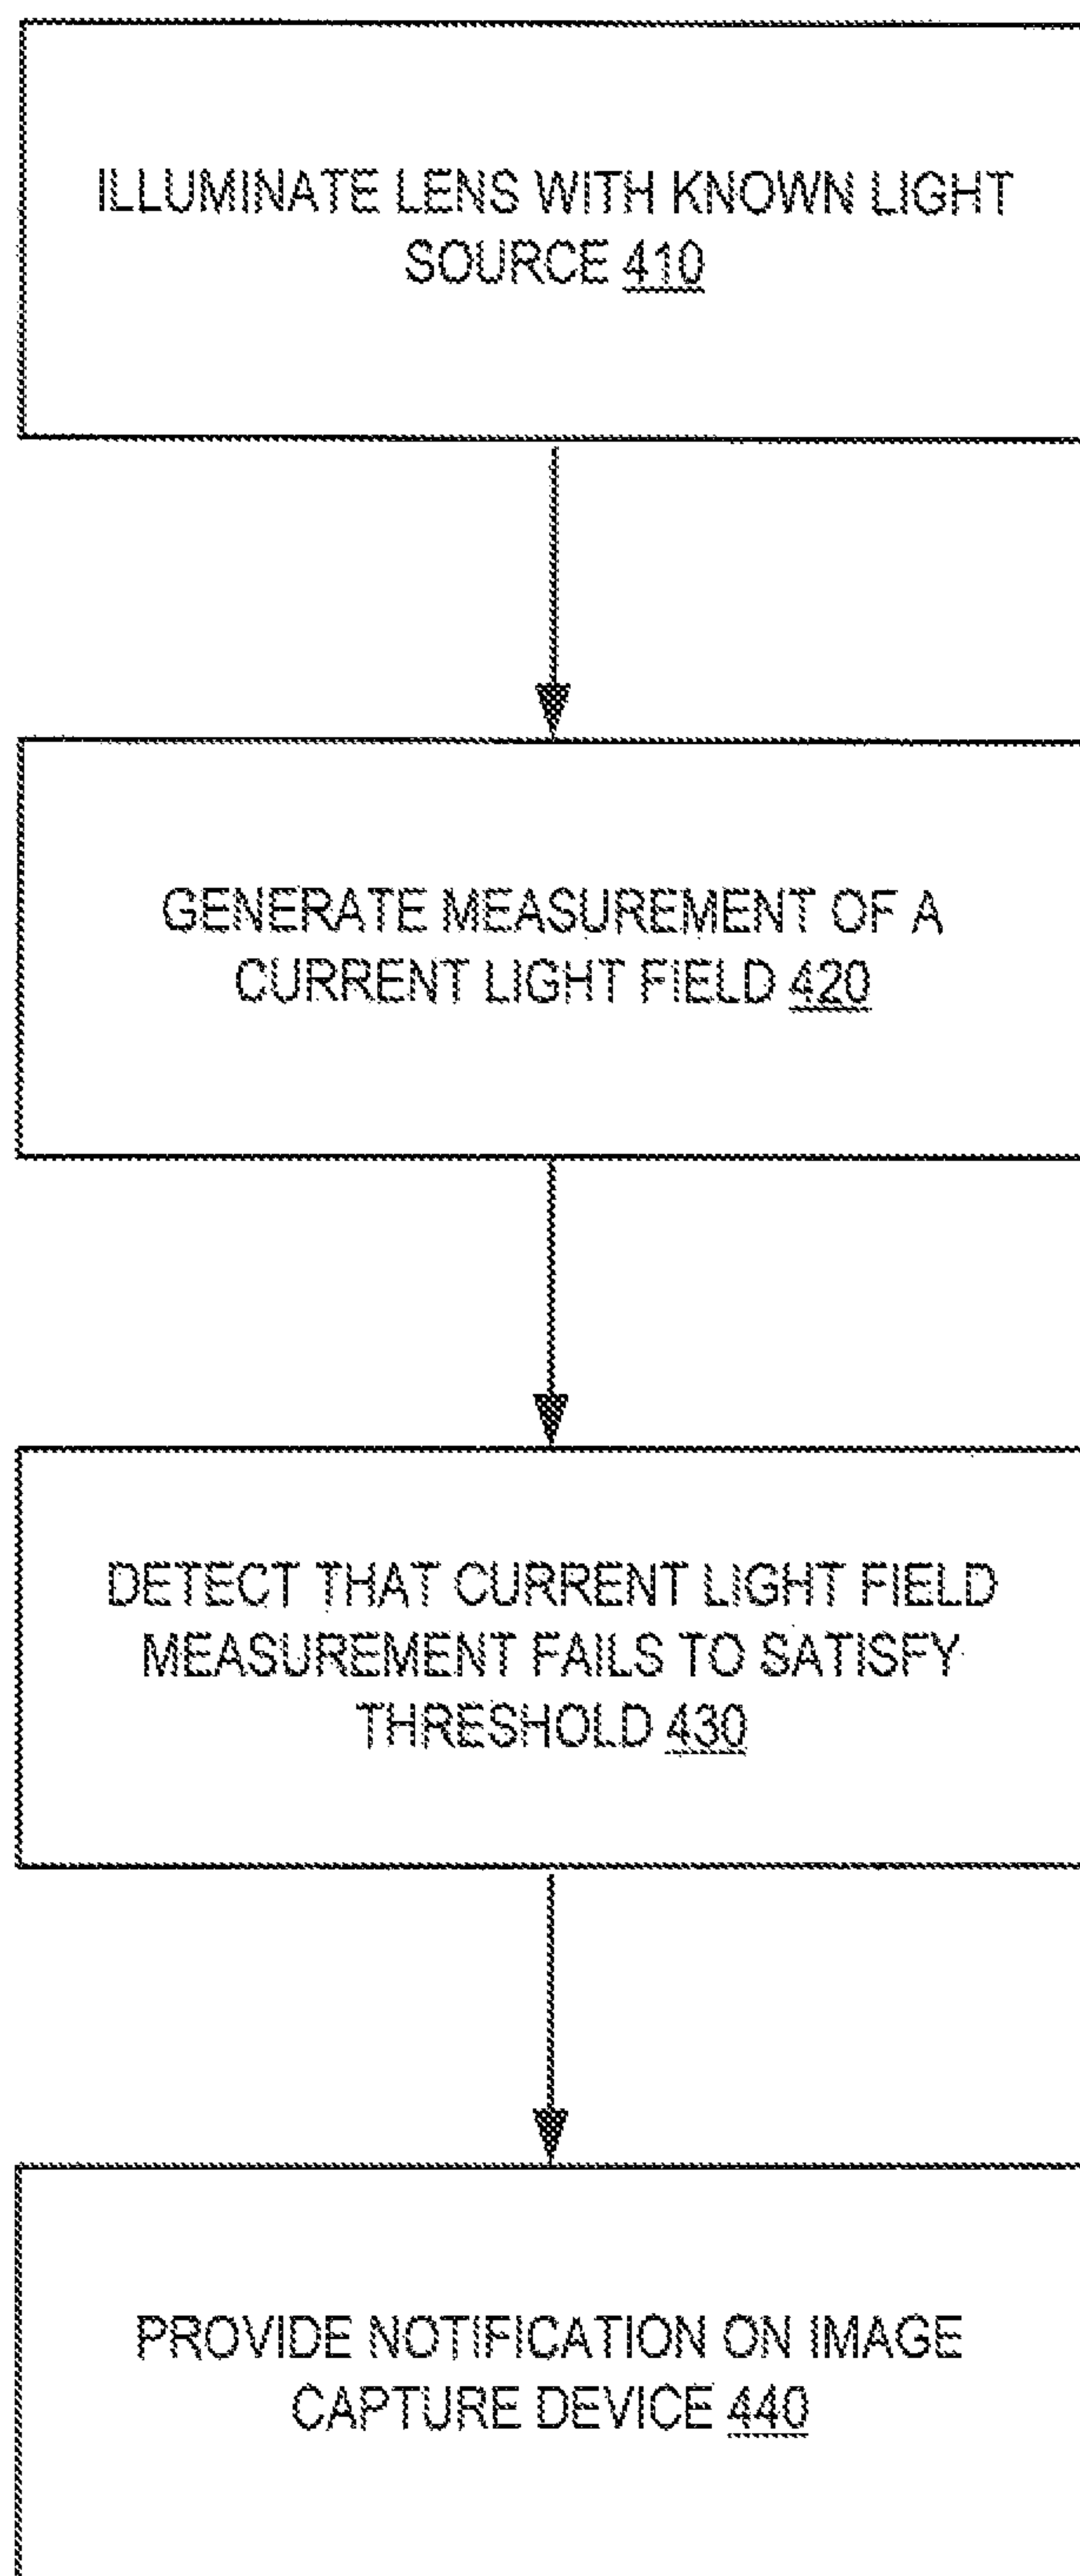 ILLUMINATE LENS WITH KNOWN LIGHT
SOURCE 410
GENERATE MEASUREMENT OF A
CURRENT LIGHT FIELD 420
DETECT THAT CURRENT LIGHT FIELD
MEASUREMENT FAILS TO SATISFY
THRESHOLD 430
PROVIDE NOTIFICATION ON IMAGE
CAPTURE DEVICE 440